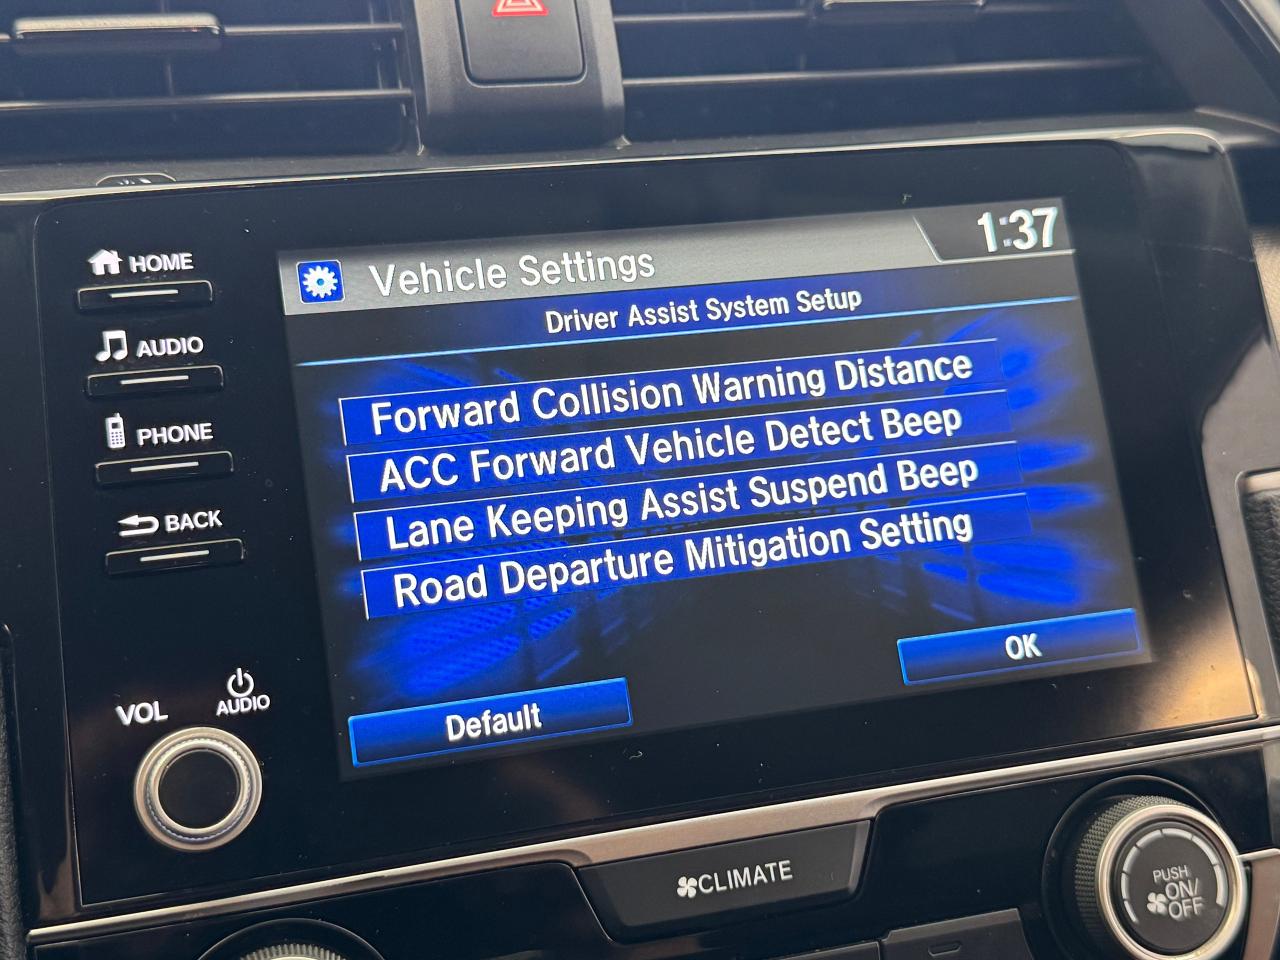 1:37
Vehicle Settings
Driver Assist System Setup
Forward Collision Warning Distance
ACC Forward Vehicle Detect Beep
Lane Keeping Assist Suspend Beep
Road Departure Mitigation Setting
OK
Default
HOME
AUDIO
PHONE
BACK
VOL
AUDIO
CLIMATE
PUSH
ON/
OFF